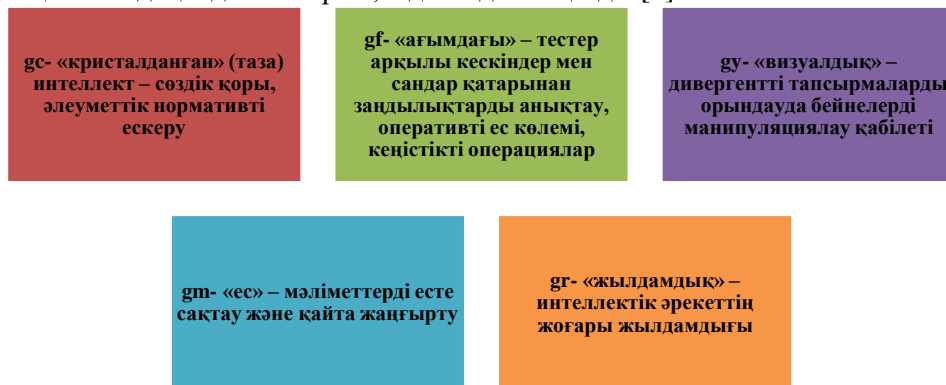 gc- «кристалданған» (таза)
интеллект – сөздік қоры,
әлеуметтік нормативті
ескеру
gf- «ағымдағы» – тестер
арқылы кескіндер мен
сандар қатарынан
заңдылықтарды анықтау,
оперативті ес көлемі,
кеңістікті операциялар
gy- «визуалдық» –
дивергентті тапсырмаларды
орындауда бейнелерді
манипуляциялау қабілеті
gm- «ес» – мәліметтерді есте
сақтау және қайта жаңғырту
gr- «жылдамдық» –
интеллектік әрекеттің
жоғары жылдамдығы